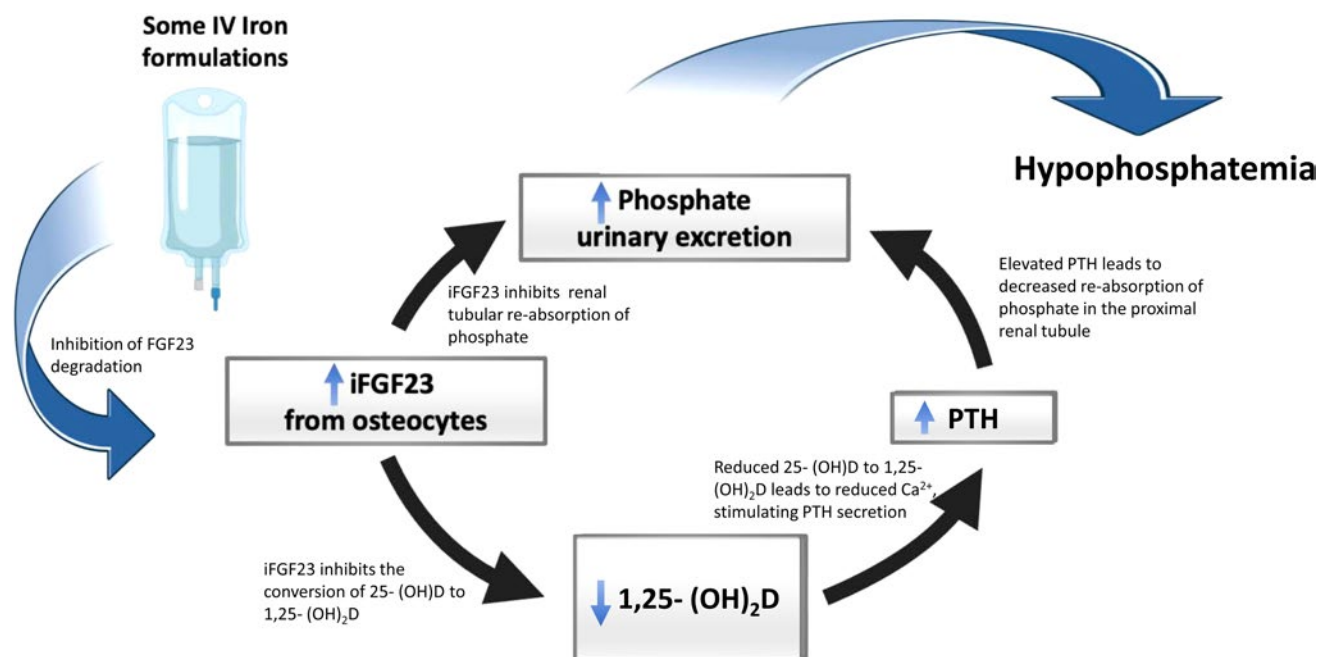 Some IV Iron
formulations
Hypophosphatemia
Phosphate
urinary excretion
Elevated PTH leads to
decreased re-absorption of
phosphate in the proximal
renal tubule
iFGF23 inhibits  renal
tubular re-absorption of
phosphate
Inhibition of FGF23
degradation
iFGF23
from osteocytes
PTH
Reduced 25- (OH)D to 1,25-
(OH)₂D leads to reduced Ca²⁺,
stimulating PTH secretion
iFGF23 inhibits the
conversion of 25- (OH)D to
1,25- (OH)₂D
1,25- (OH)₂D